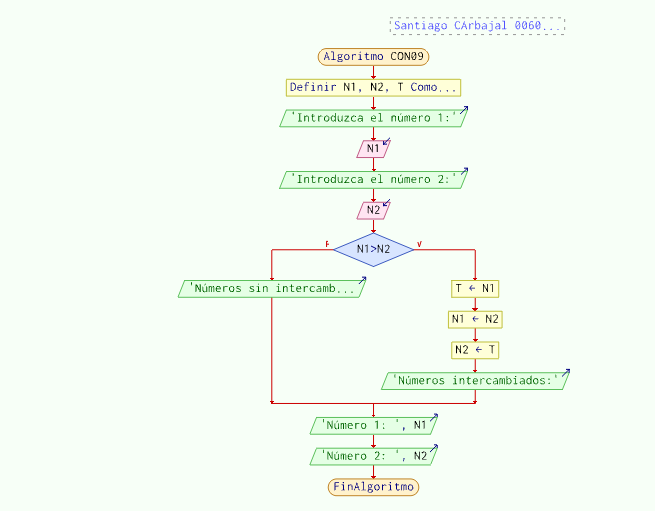 Santiago CArbajal 0060...
Algoritmo CON09
Definir N1, N2, T Como...
'Introduzca el número 1:'
N1
'Introduzca el número 2:'
N2
N1>N2
F
V
'Números sin intercamb...
T ← N1
N1 ← N2
N2 ← T
'Números intercambiados:'
'Número 1: ', N1
'Número 2: ', N2
FinAlgoritmo